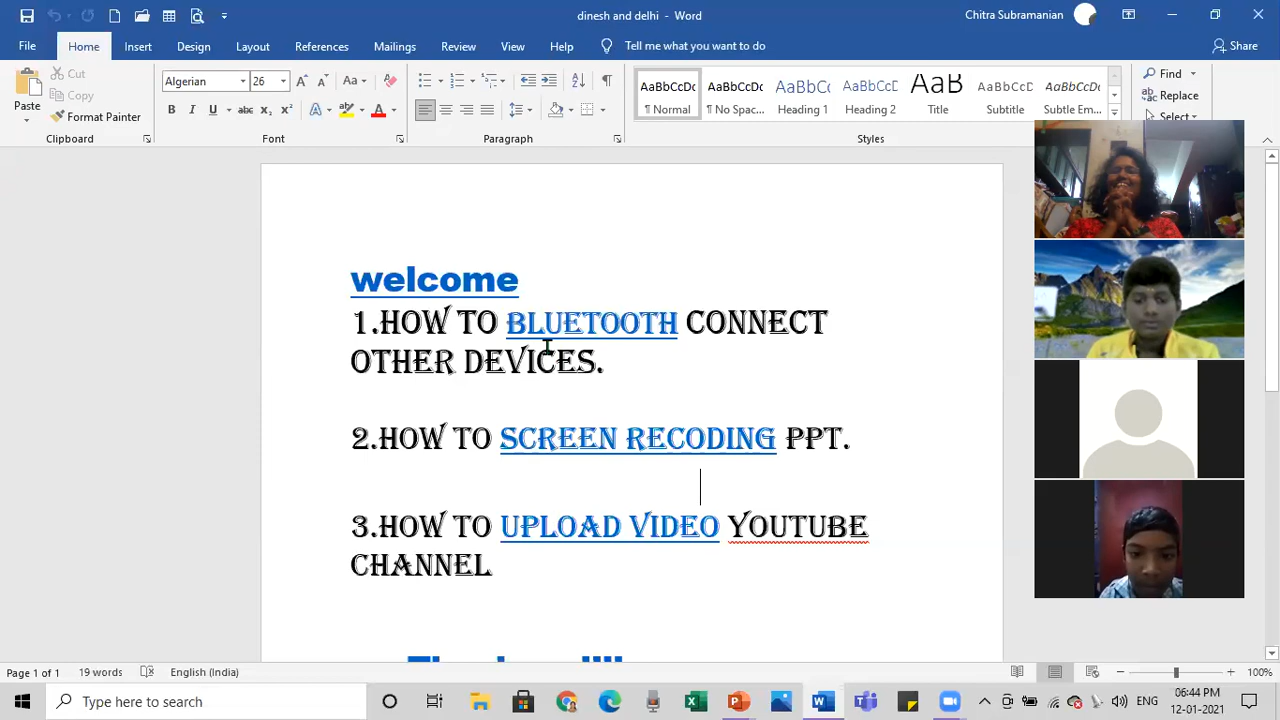 dinesh and delhi - Word
Chitra Subramanian
File Home Insert Design Layout References Mailings Review View Help Tell me what you want to do Share
Paste
Cut
Copy
Format Painter
Clipboard
Algerian 26
Font
Paragraph
AaBbCcDc AaBbCcDc AaBbC AaBbCcD AaB AaBbCcD AaBbCcDc
¶ Normal ¶ No Spac... Heading 1 Heading 2 Title Subtitle Subtle Em...
Styles
Find
Replace
Select
welcome
1.HOW TO BLUETOOTH CONNECT
OTHER DEVICES.
2.HOW TO SCREEN RECODING PPT.
3.HOW TO UPLOAD VIDEO YOUTUBE
CHANNEL
Page 1 of 1 19 words English (India) 100%
Type here to search
ENG
06:44 PM
12-01-2021